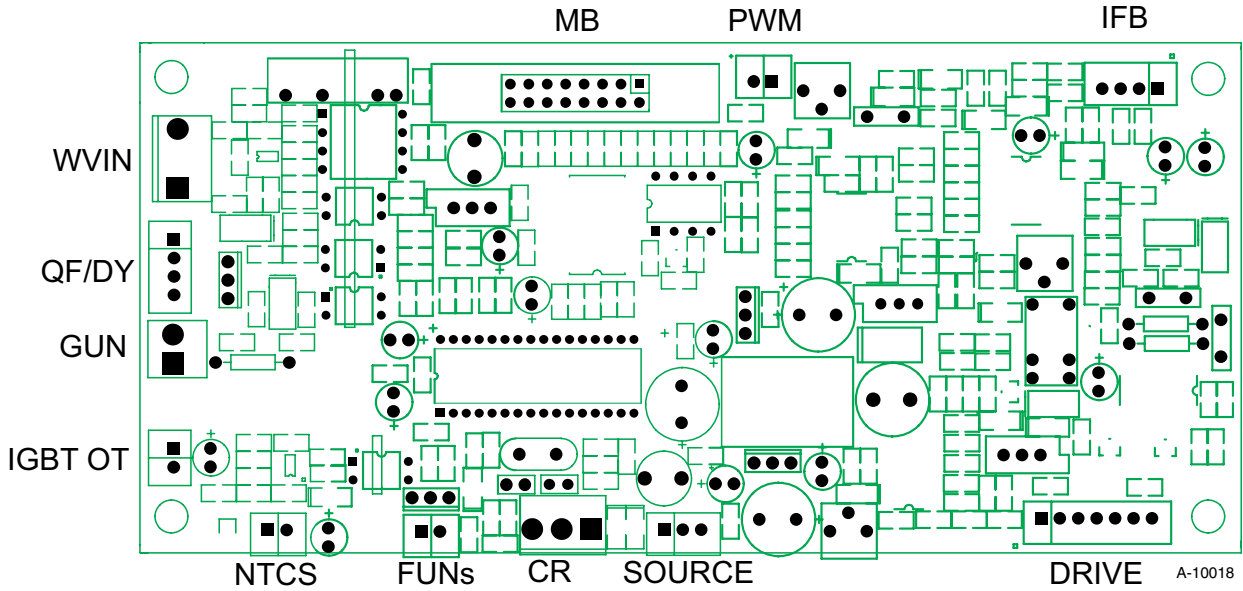 MB PWM IFB
WVIN
QF/DY
GUN
IGBT OT
NTCS FUNs CR SOURCE DRIVE A-10018